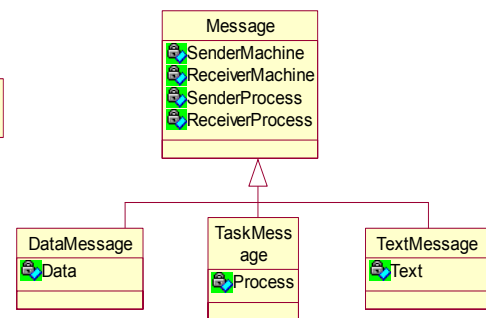 Message
SenderMachine
ReceiverMachine
SenderProcess
ReceiverProcess
DataMessage
Data
TaskMess
age
Process
TextMessage
Text